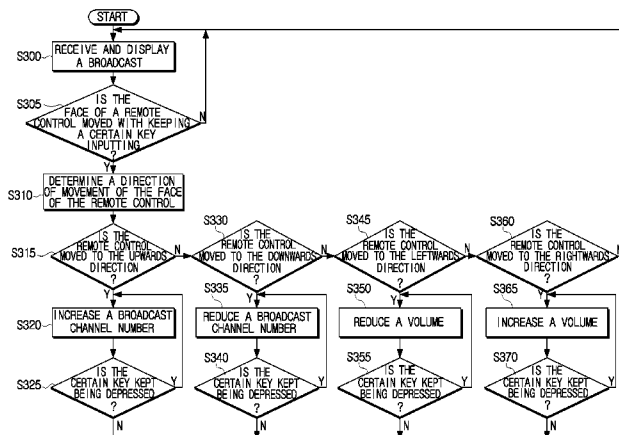 START
S300
RECEIVE AND DISPLAY
A BROADCAST
S305
IS THE
FACE OF A REMOTE
CONTROL MOVED WITH KEEPING
A CERTAIN KEY
INPUTTING
?
N
Y
S310
DETERMINE A DIRECTION
OF MOVEMENT OF THE FACE
OF THE REMOTE CONTROL
S315
IS THE
REMOTE CONTROL
MOVED TO THE UPWARDS
DIRECTION
?
N
Y
S330
IS THE
REMOTE CONTROL
MOVED TO THE DOWNWARDS
DIRECTION
?
N
Y
S345
IS THE
REMOTE CONTROL
MOVED TO THE LEFTWARDS
DIRECTION
?
N
Y
S360
IS THE
REMOTE CONTROL
MOVED TO THE RIGHTWARDS
DIRECTION
?
N
Y
S320
INCREASE A BROADCAST
CHANNEL NUMBER
S335
REDUCE A BROADCAST
CHANNEL NUMBER
S350
REDUCE A VOLUME
S365
INCREASE A VOLUME
S325
IS THE
CERTAIN KEY KEPT
BEING DEPRESSED
?
Y
N
S340
IS THE
CERTAIN KEY KEPT
BEING DEPRESSED
?
Y
N
S355
IS THE
CERTAIN KEY KEPT
BEING DEPRESSED
?
Y
N
S370
IS THE
CERTAIN KEY KEPT
BEING DEPRESSED
?
Y
N